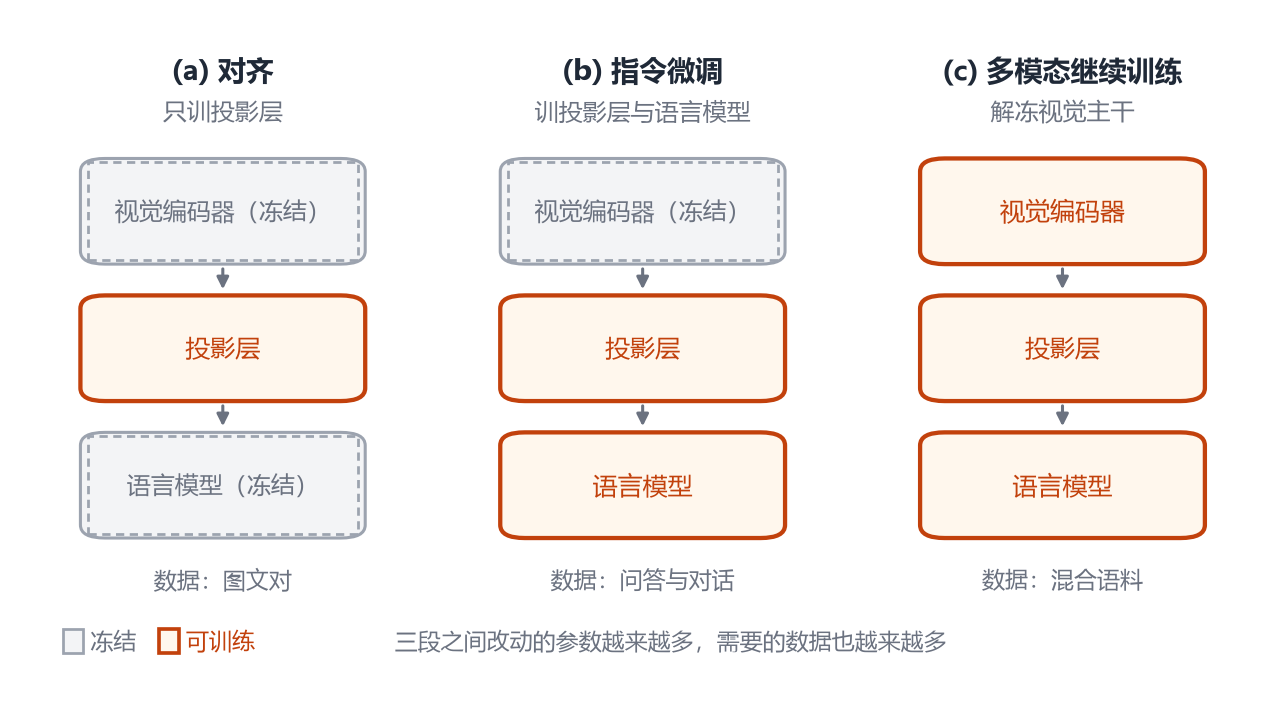 (a) 对齐
只训投影层
视觉编码器（冻结）
投影层
语言模型（冻结）
数据：图文对
(b) 指令微调
训投影层与语言模型
视觉编码器（冻结）
投影层
语言模型
数据：问答与对话
(c) 多模态继续训练
解冻视觉主干
视觉编码器
投影层
语言模型
数据：混合语料
冻结
可训练
三段之间改动的参数越来越多，需要的数据也越来越多